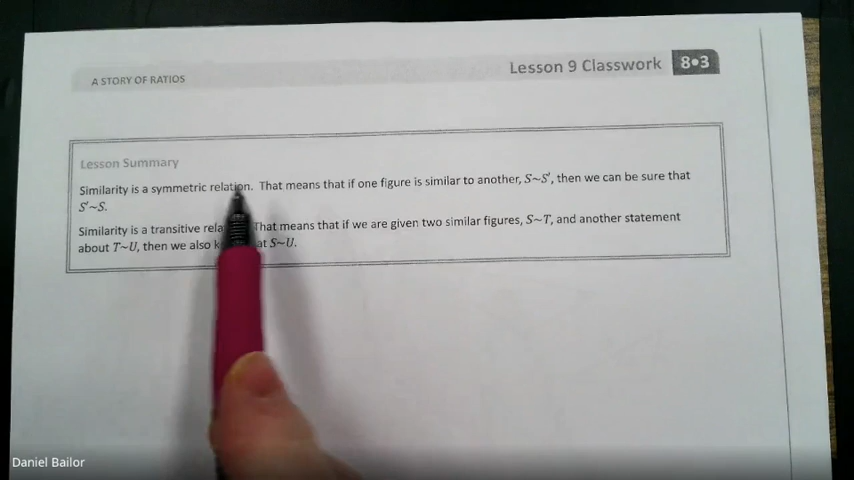 A STORY OF RATIOS
Lesson 9 Classwork 8•3
Lesson Summary
Similarity is a symmetric relation. That means that if one figure is similar to another, S~S′, then we can be sure that
S′~S.
Similarity is a transitive rela That means that if we are given two similar figures, S~T, and another statement
about T~U, then we also k at S~U.
Daniel Bailor